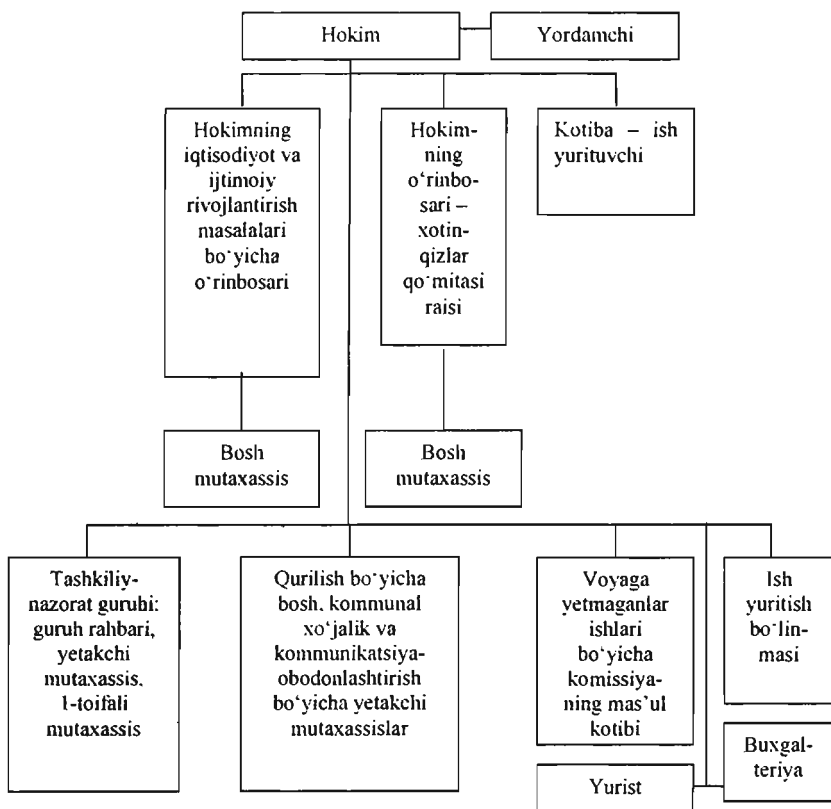 Hokim
Yordamchi
Hokimning
iqtisodiyot va
ijtimoiy
rivojlantirish
masalalari
bo‘yicha
o‘rinbosari
Hokim-
ning
o‘rinbo-
sari –
xotin-
qizlar
qo‘mitasi
raisi
Kotiba – ish
yurituvchi
Bosh
mutaxassis
Bosh
mutaxassis
Tashkiliy-
nazorat guruhi:
guruh rahbari,
yetakchi
mutaxassis,
1-toifali
mutaxassis
Qurilish bo‘yicha
bosh, kommunal
xo‘jalik va
kommunikatsiya-
obodonlashtirish
bo‘yicha yetakchi
mutaxassislar
Voyaga
yetmaganlar
ishlari
bo‘yicha
komissiya-
ning mas’ul
kotibi
Ish
yuritish
bo‘lin-
masi
Yurist
Buxgal-
teriya